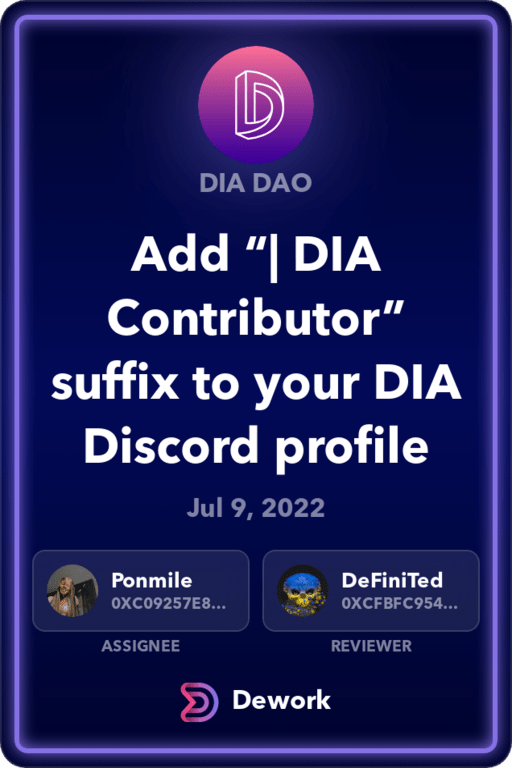 DIA DAO
Add “| DIA
Contributor”
suffix to your DIA
Discord profile
Jul 9, 2022
Ponmile
0XC09257E8...
DeFiniTed
0XCFBFC954...
ASSIGNEE
REVIEWER
Dework